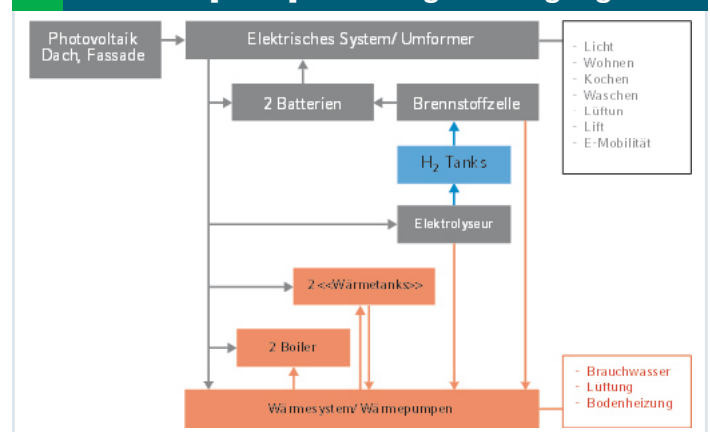 Photovoltaik
Dach, Fassade
Elektrisches System/ Umformer
- Licht
- Wohnen
- Kochen
- Waschen
- Lüftun
- Lift
- E-Mobilität
2 Batterien
Brennstoffzelle
H₂ Tanks
Elektrolyseur
2 <<Wärmetanks>>
2 Boiler
Wärmesystem/ Wärmepumpen
- Brauchwasser
- Lüftung
- Bodenheizung